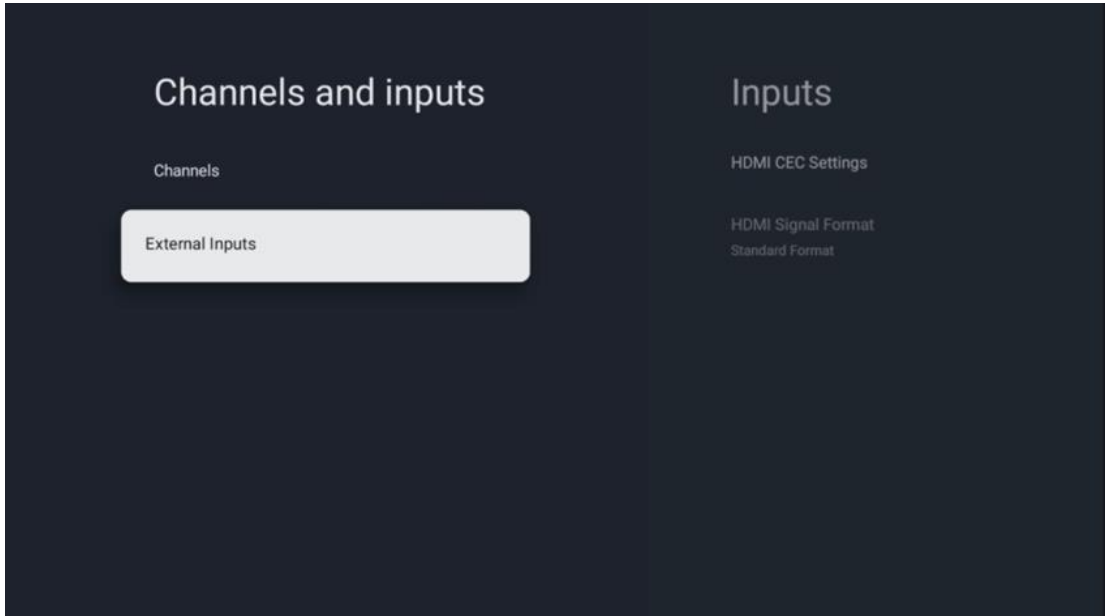 Channels and inputs
Channels
External Inputs
Inputs
HDMI CEC Settings
HDMI Signal Format
Standard Format